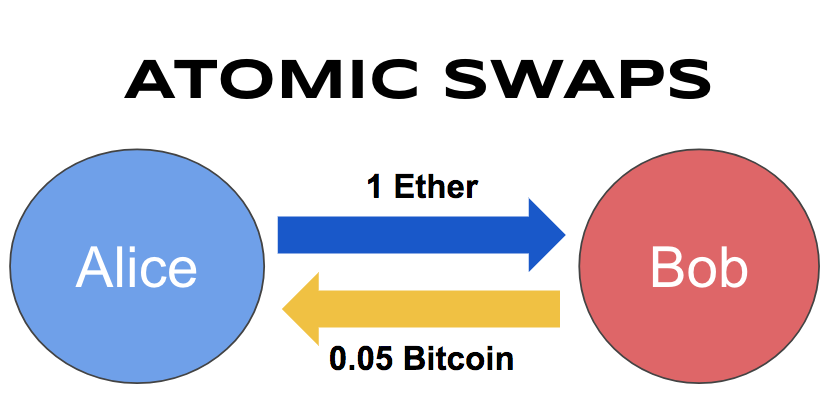 ATOMIC SWAPS
1 Ether
Alice
Bob
0.05 Bitcoin